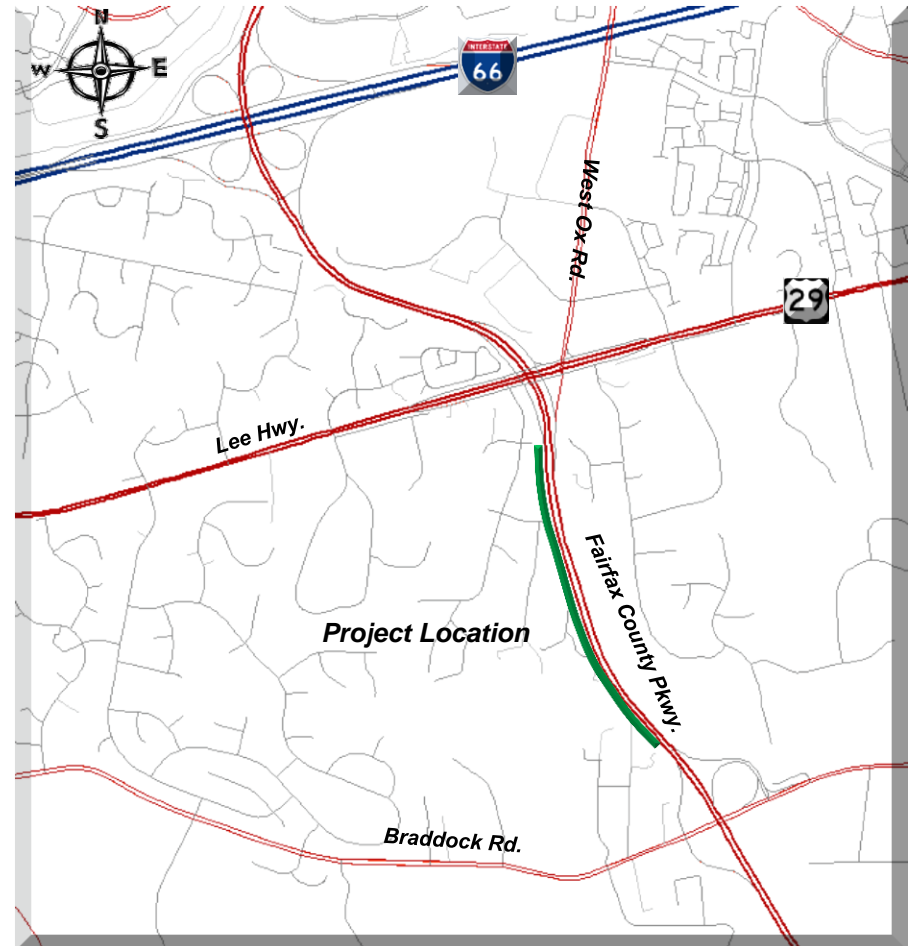 N
W E
S
INTERSTATE
66
West Ox Rd.
29
Lee Hwy.
Fairfax County Pkwy.
Project Location
Braddock Rd.